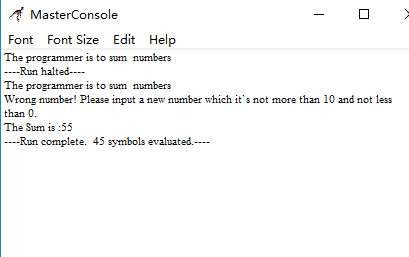 MasterConsole
Font Font Size Edit Help
The programmer is to sum  numbers
----Run halted----
The programmer is to sum  numbers
Wrong number! Please input a new number which it`s not more than 10 and not less
than 0.
The Sum is :55
----Run complete.  45 symbols evaluated.----